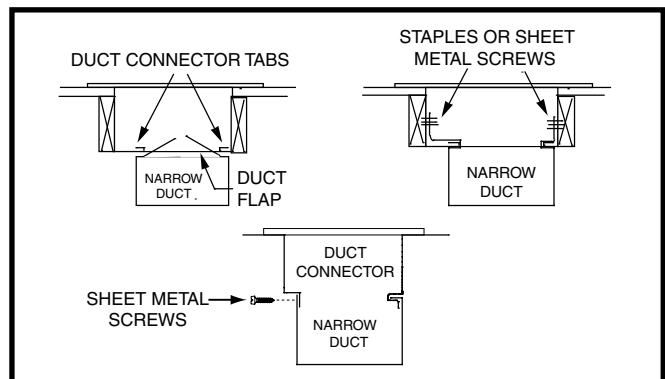 DUCT CONNECTOR TABS
NARROW
DUCT
DUCT
FLAP
STAPLES OR SHEET
METAL SCREWS
NARROW
DUCT
DUCT
CONNECTOR
SHEET METAL
SCREWS
NARROW
DUCT